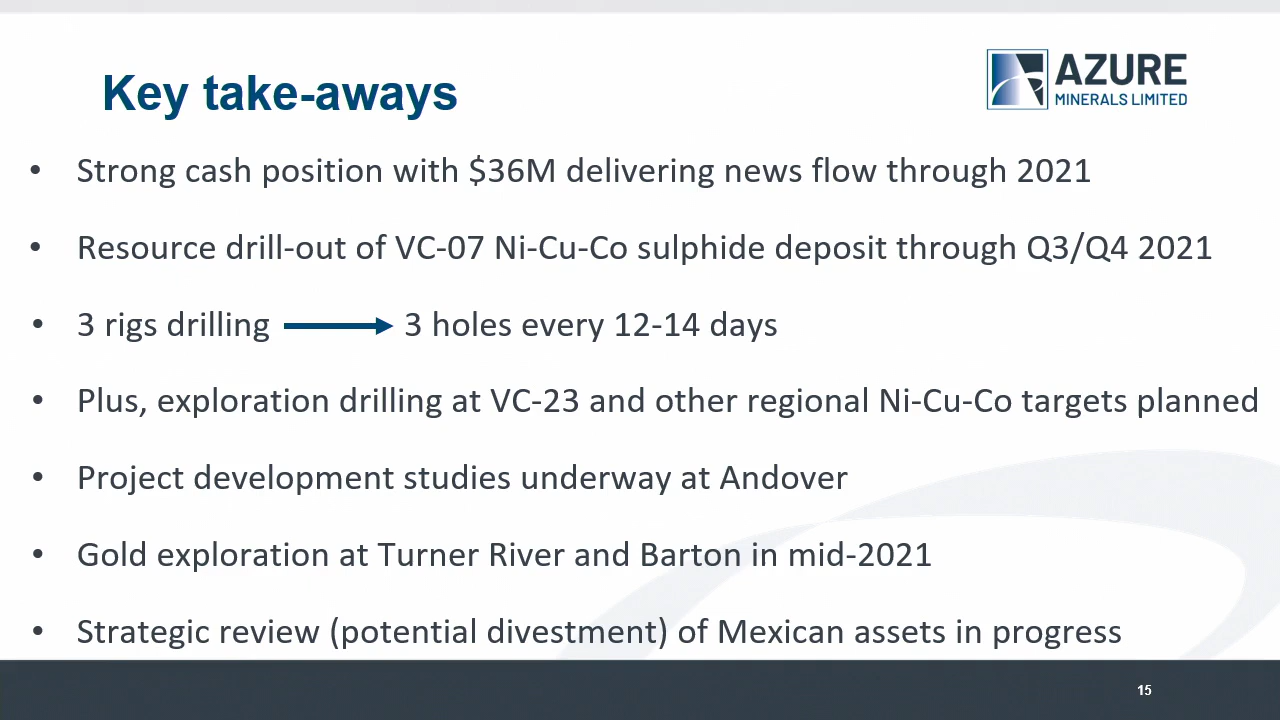 Key take-aways
AZURE
MINERALS LIMITED
• Strong cash position with $36M delivering news flow through 2021
• Resource drill-out of VC-07 Ni-Cu-Co sulphide deposit through Q3/Q4 2021
• 3 rigs drilling → 3 holes every 12-14 days
• Plus, exploration drilling at VC-23 and other regional Ni-Cu-Co targets planned
• Project development studies underway at Andover
• Gold exploration at Turner River and Barton in mid-2021
• Strategic review (potential divestment) of Mexican assets in progress
15